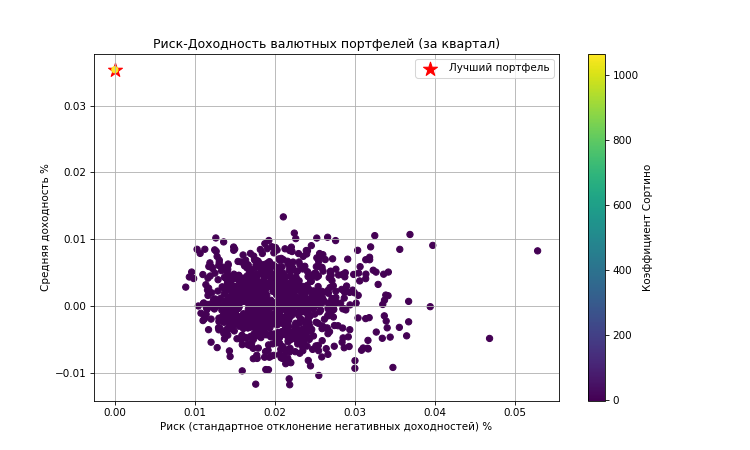 Риск-Доходность валютных портфелей (за квартал)
Лучший портфель
Средняя доходность %
0.03
0.02
0.01
0.00
−0.01
0.00 0.01 0.02 0.03 0.04 0.05
Риск (стандартное отклонение негативных доходностей) %
1000
800
600
400
200
0
Коэффициент Сортино